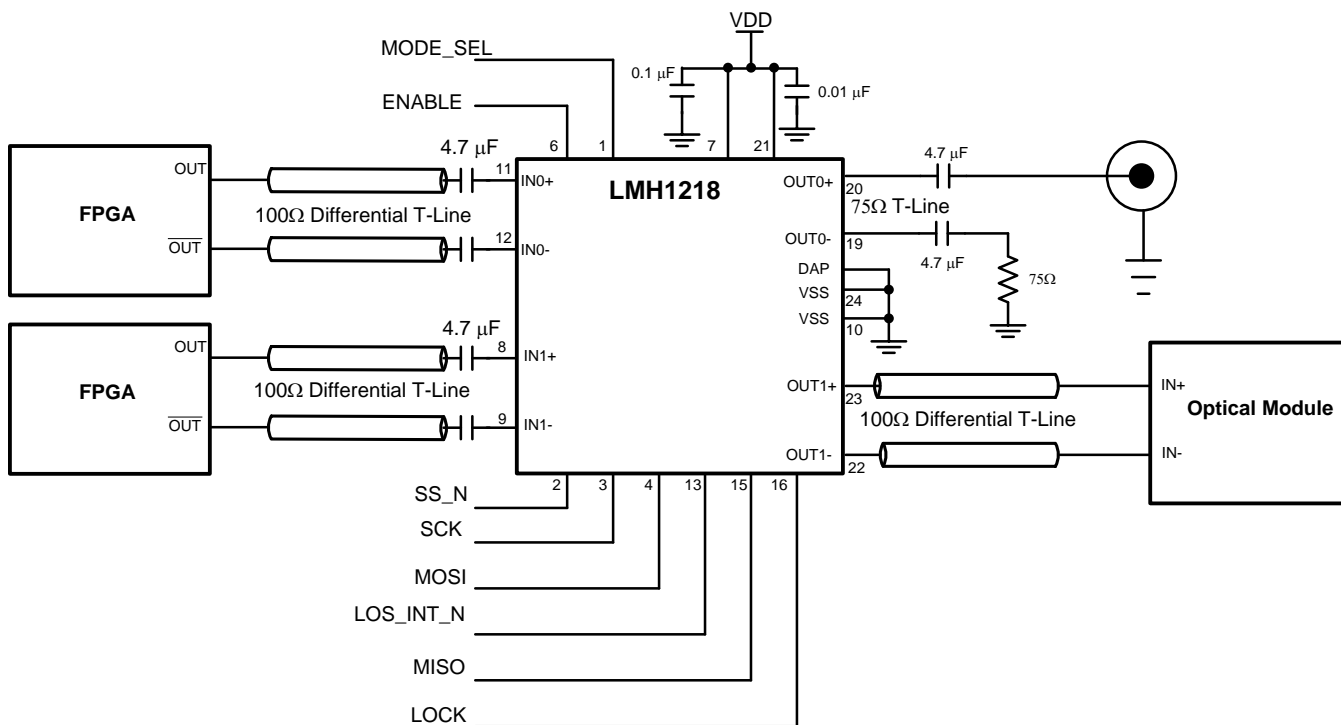 VDD
MODE_SEL
0.1 μF
0.01 μF
ENABLE
4.7 μF
6
1
7
21
4.7 μF
OUT
11
IN0+
LMH1218
OUT0+
20
FPGA
100Ω Differential T-Line
75Ω T-Line
OUT
12
IN0-
OUT0-
19
4.7 μF
75Ω
DAP
VSS
24
VSS
10
4.7 μF
OUT
8
IN1+
OUT1+
23
IN+
FPGA
100Ω Differential T-Line
100Ω Differential T-Line
Optical Module
OUT
9
IN1-
OUT1-
22
IN-
2
3
4
13
15
16
SS_N
SCK
MOSI
LOS_INT_N
MISO
LOCK